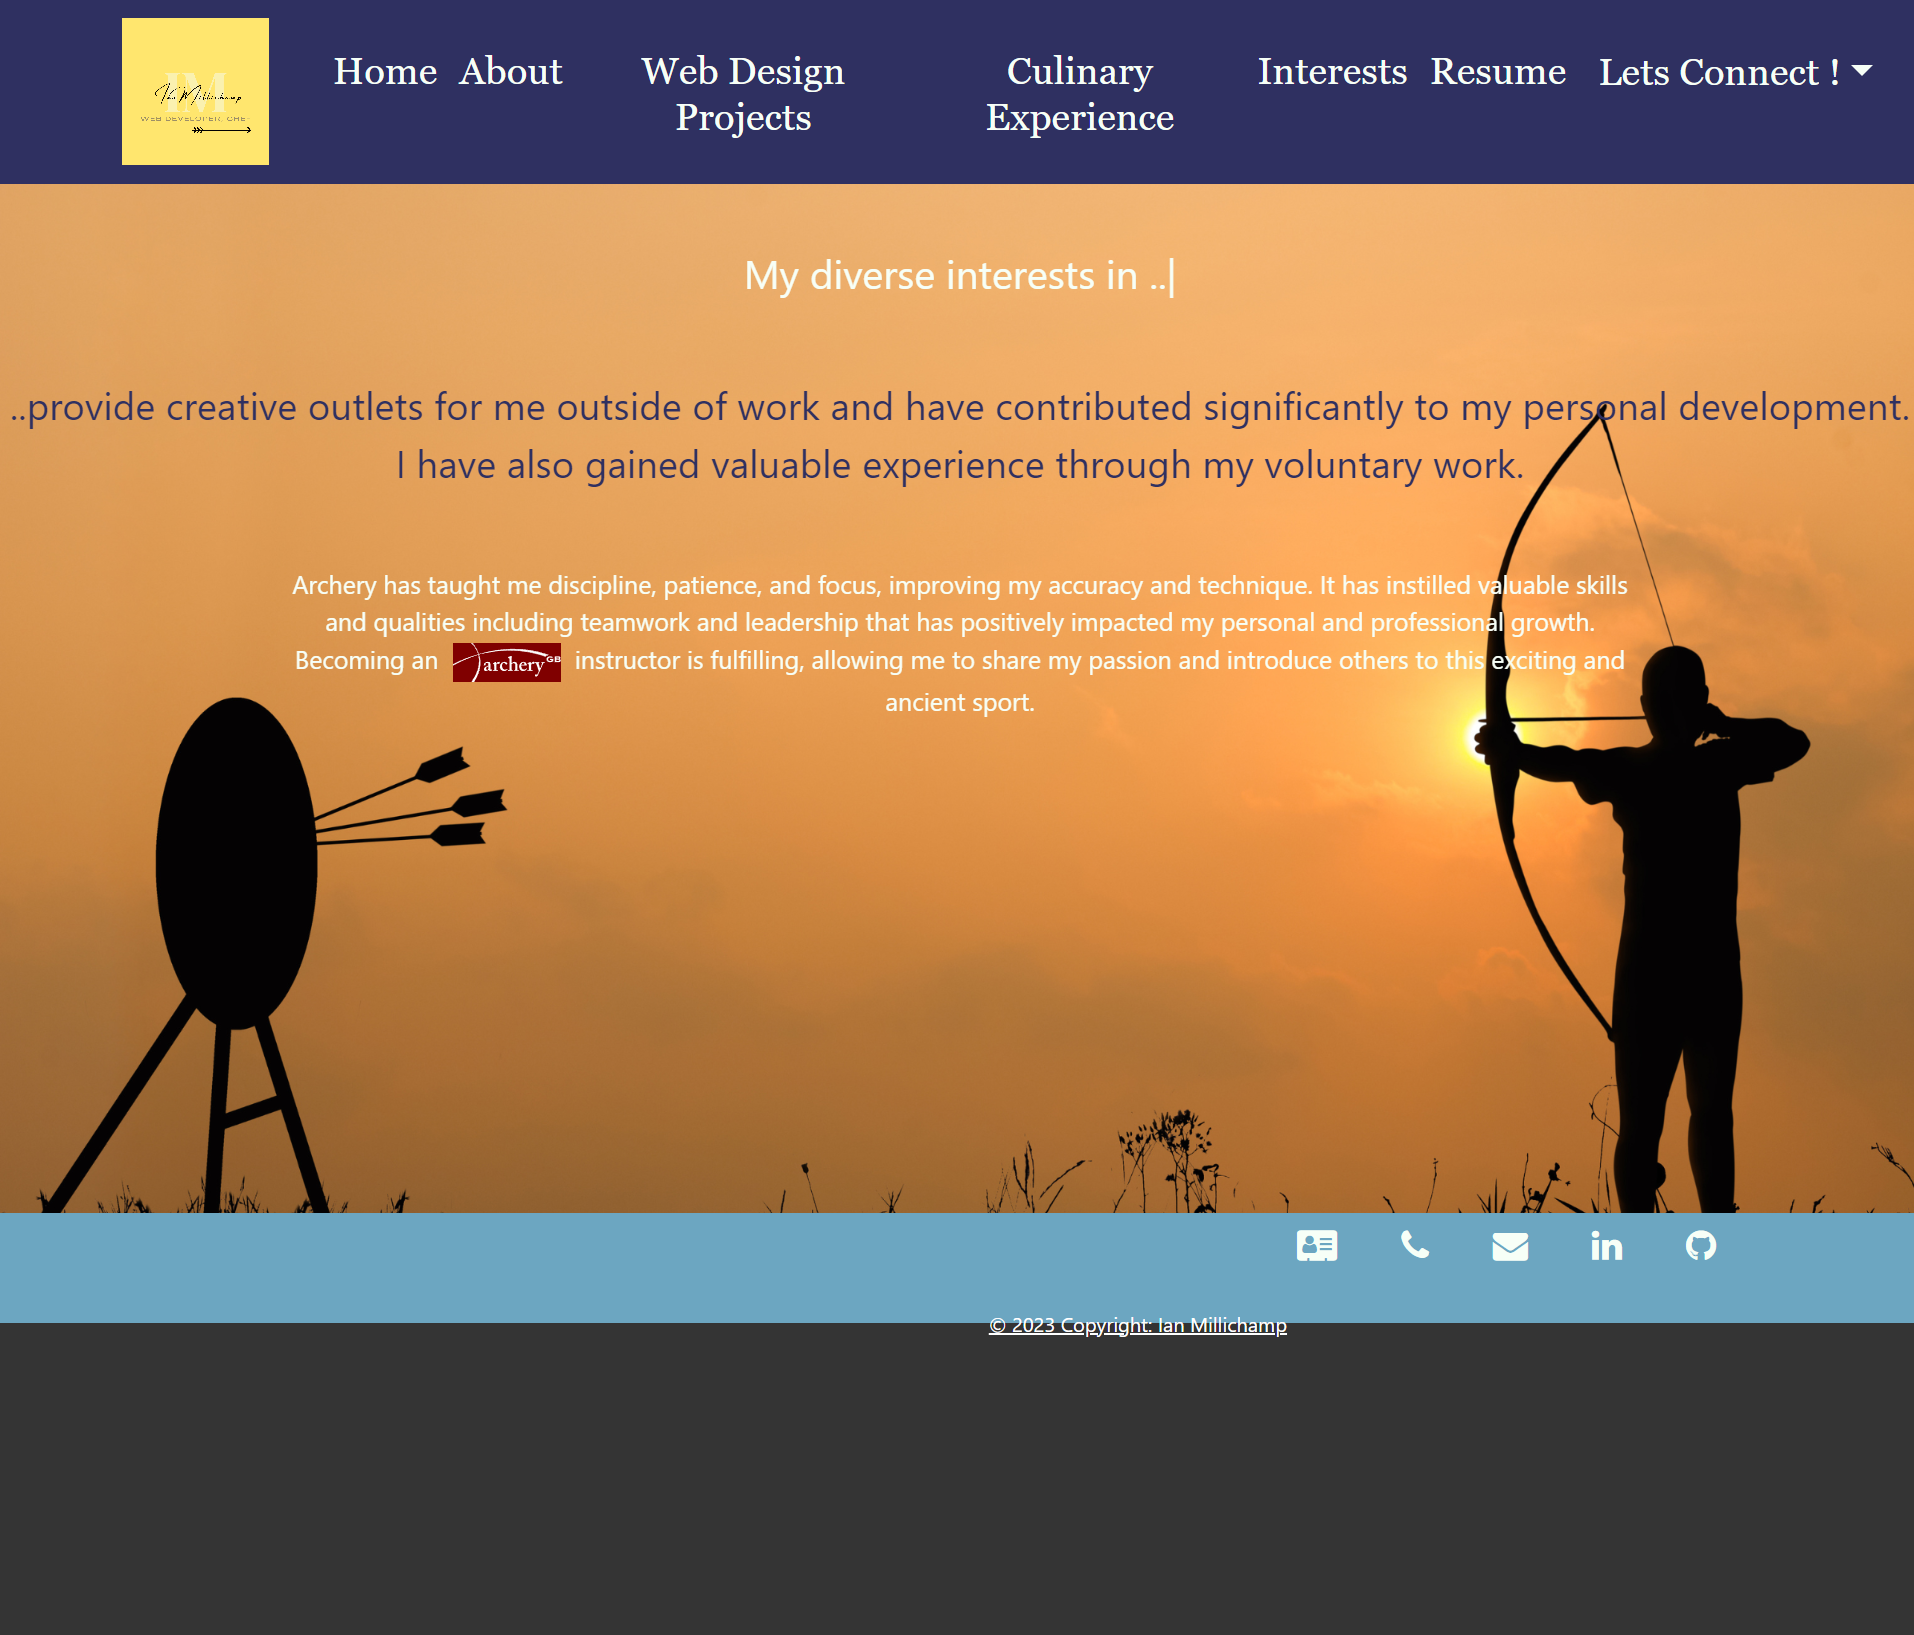 IM
Ian Millichamp
WEB DEVELOPER, CHEF
Home About Web Design Projects Culinary Experience Interests Resume Lets Connect !
My diverse interests in ..|
..provide creative outlets for me outside of work and have contributed significantly to my personal development.
I have also gained valuable experience through my voluntary work.
Archery has taught me discipline, patience, and focus, improving my accuracy and technique. It has instilled valuable skills
and qualities including teamwork and leadership that has positively impacted my personal and professional growth.
Becoming an archery GB instructor is fulfilling, allowing me to share my passion and introduce others to this exciting and
ancient sport.
in
© 2023 Copyright: Ian Millichamp